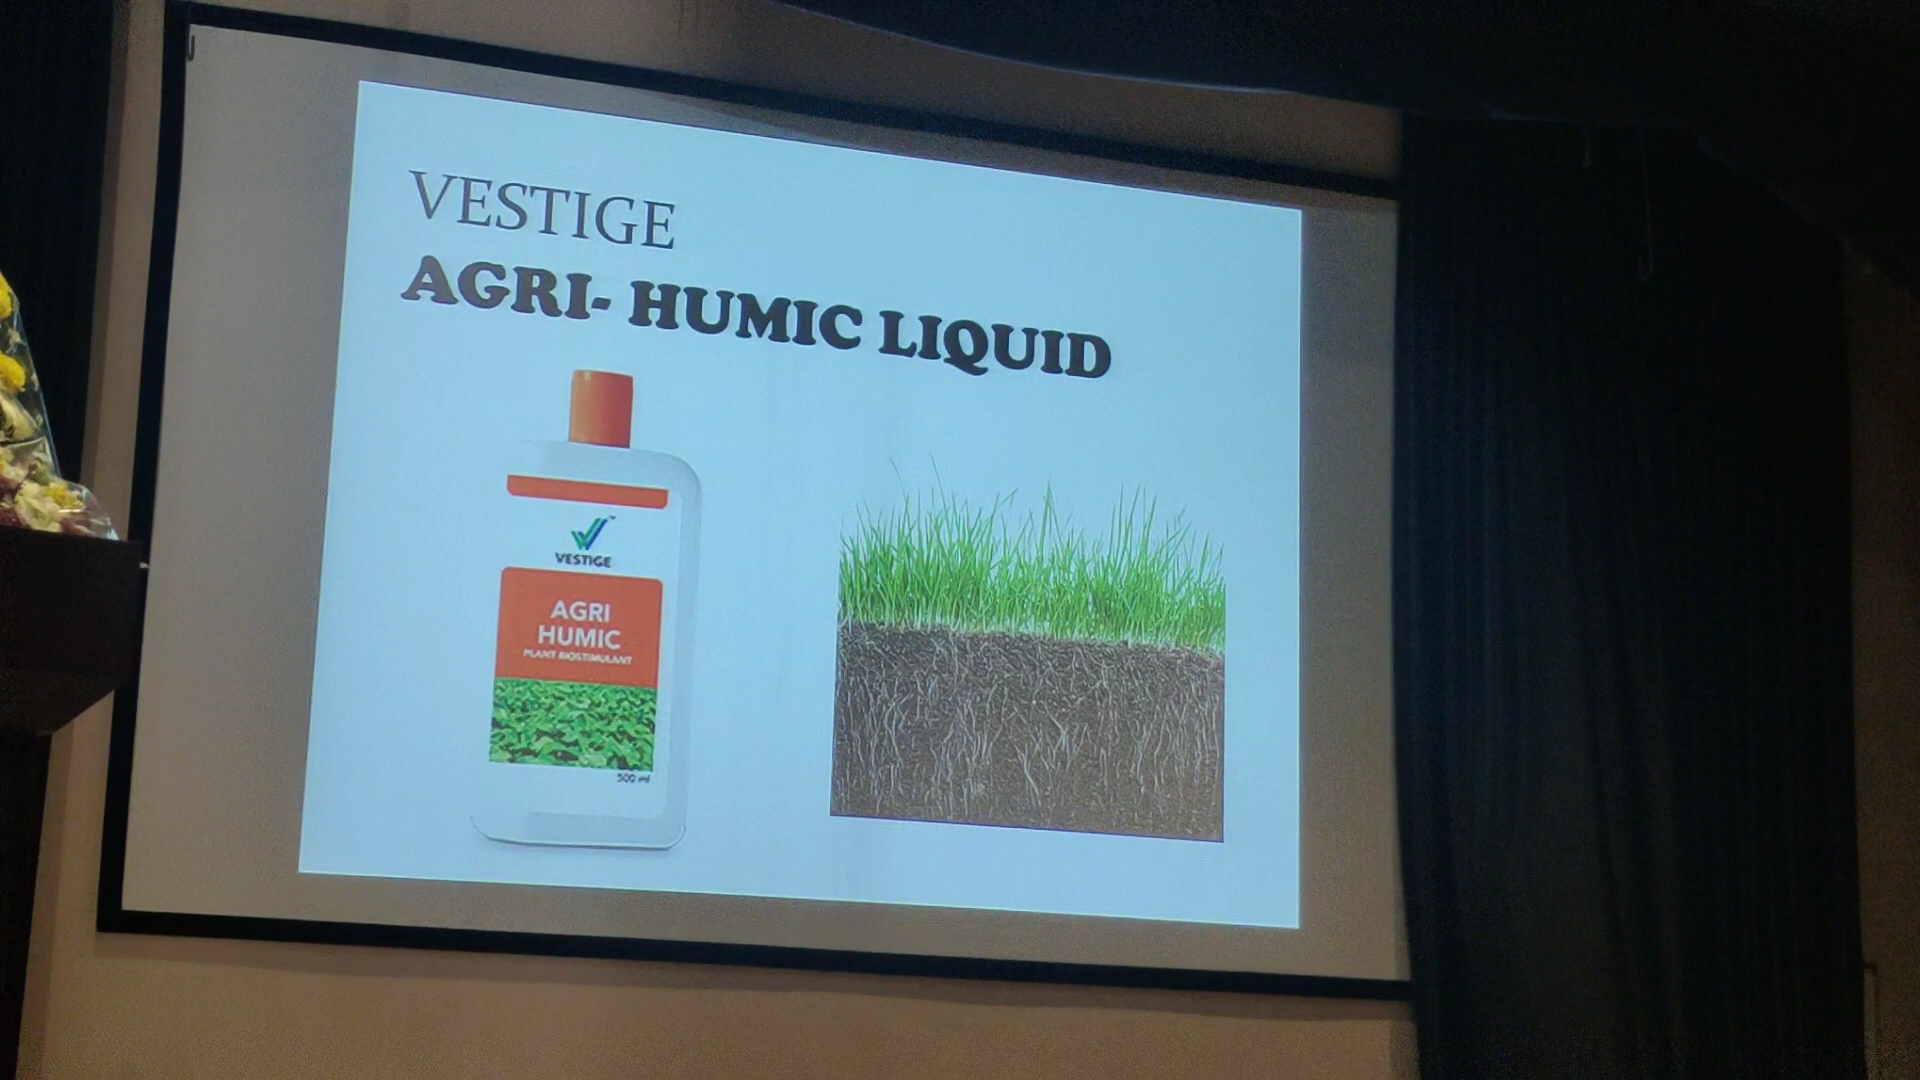 VESTIGE
AGRI- HUMIC LIQUID
VESTIGE
AGRI
HUMIC
PLANT BIOSTIMULANT
500 ml